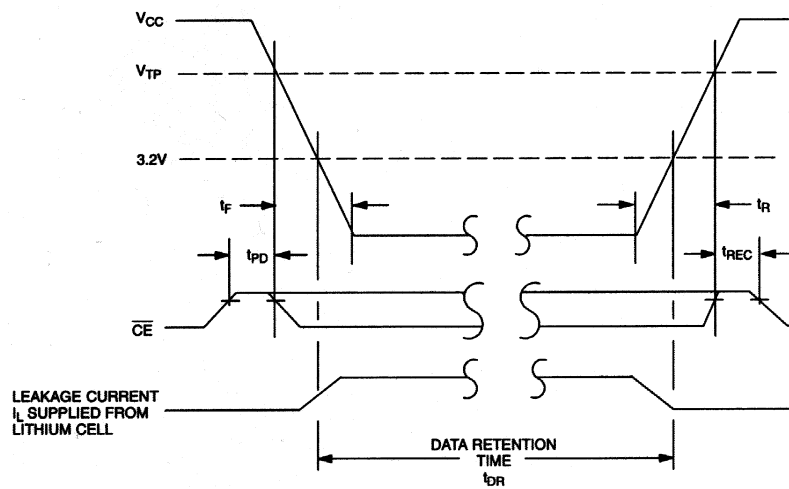 VCC
VTP
3.2V
tF
tR
tPD
tREC
CE
LEAKAGE CURRENT
IL SUPPLIED FROM
LITHIUM CELL
DATA RETENTION
TIME
tDR